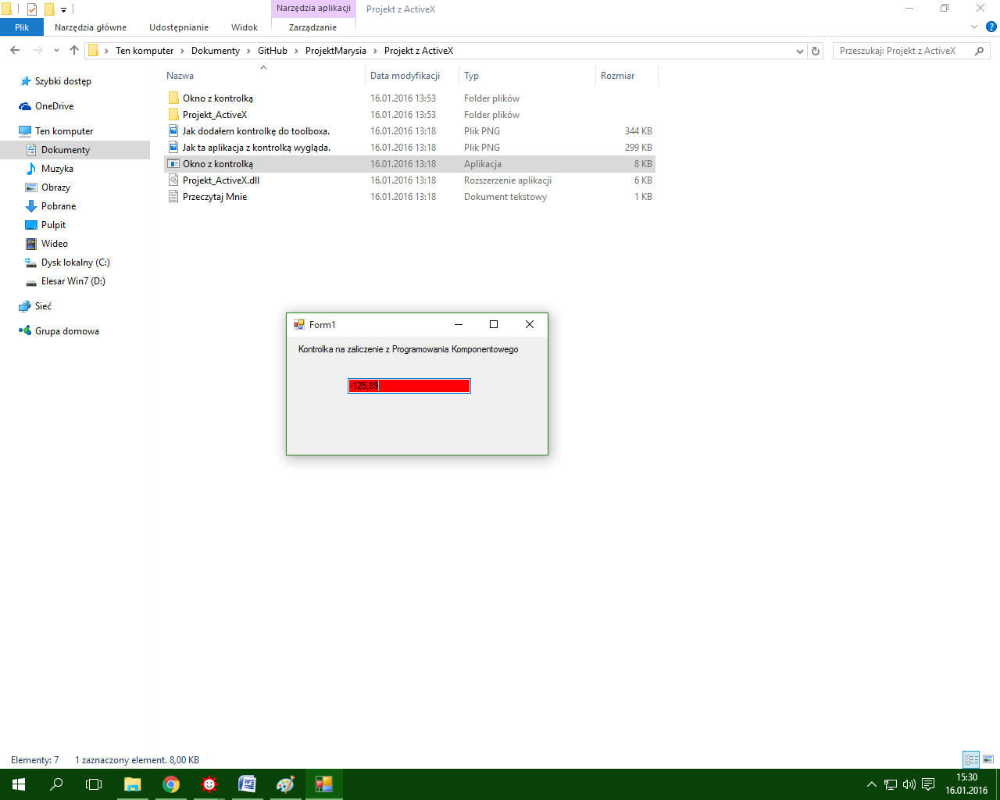 Narzędzia aplikacji
Projekt z ActiveX
Plik
Narzędzia główne
Udostępnianie
Widok
Zarządzanie
Ten komputer
Dokumenty
GitHub
ProjektMarysia
Projekt z ActiveX
Przeszukaj: Projekt z ActiveX
Nazwa
Data modyfikacji
Typ
Rozmiar
Okno z kontrolką 16.01.2016 13:53 Folder plików
Projekt_ActiveX 16.01.2016 13:53 Folder plików
Jak dodałem kontrolkę do toolboxa. 16.01.2016 13:18 Plik PNG 344 KB
Jak ta aplikacja z kontrolką wygląda. 16.01.2016 13:18 Plik PNG 299 KB
Okno z kontrolką 16.01.2016 13:18 Aplikacja 8 KB
Projekt_ActiveX.dll 16.01.2016 13:18 Rozszerzenie aplikacji 6 KB
Przeczytaj Mnie 16.01.2016 13:18 Dokument tekstowy 1 KB
Szybki dostęp
OneDrive
Ten komputer
Dokumenty
Muzyka
Obrazy
Pobrane
Pulpit
Wideo
Dysk lokalny (C:)
Elesar Win7 (D:)
Sieć
Grupa domowa
Form1
Kontrolka na zaliczenie z Programowania Komponentowego
-125,89
Elementy: 7
1 zaznaczony element. 8,00 KB
15:30
16.01.2016